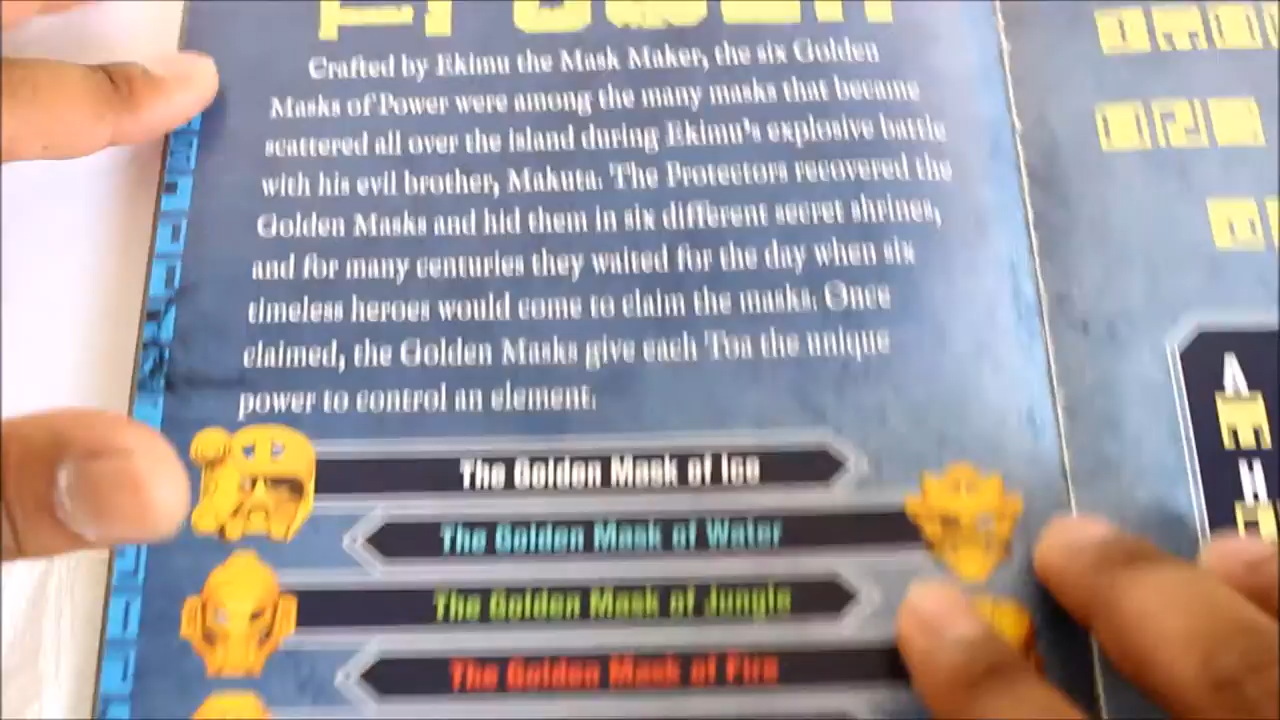 Crafted by Ekimu the Mask Maker, the six Golden
Masks of Power were among the many masks that became
scattered all over the island during Ekimu's explosive battle
with his evil brother, Makuta. The Protectors recovered the
Golden Masks and hid them in six different secret shrines,
and for many centuries they waited for the day when six
timeless heroes would come to claim the masks. Once
claimed, the Golden Masks give each Toa the unique
power to control an element.
The Golden Mask of Ice
The Golden Mask of Water
The Golden Mask of Jungle
The Golden Mask of Fire